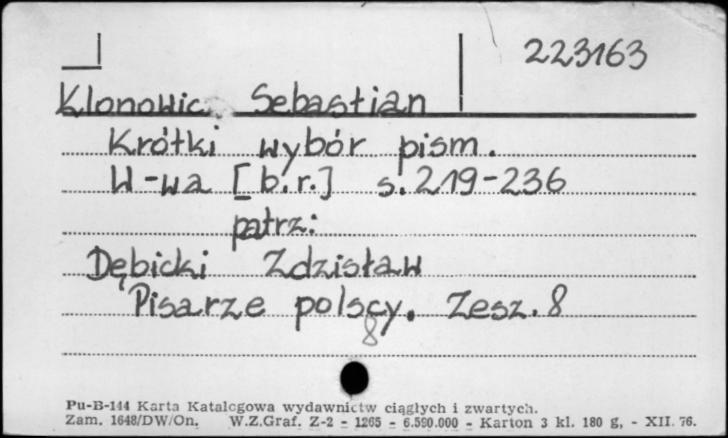 223163
Klonowic Sebastian
Krótki wybór pism.
W-wa [b.r.] s. 219-236
patrz:
Dębicki Zdzisław
Pisarze polscy. Zesz. 8
8
Pu-B-144 Karta Katalogowa wydawnictw ciągłych i zwartych.
Zam. 1648/DW/On. W.Z.Graf. Z-2 - 1265 - 6.590.000 - Karton 3 kl. 180 g, - XII. 76.